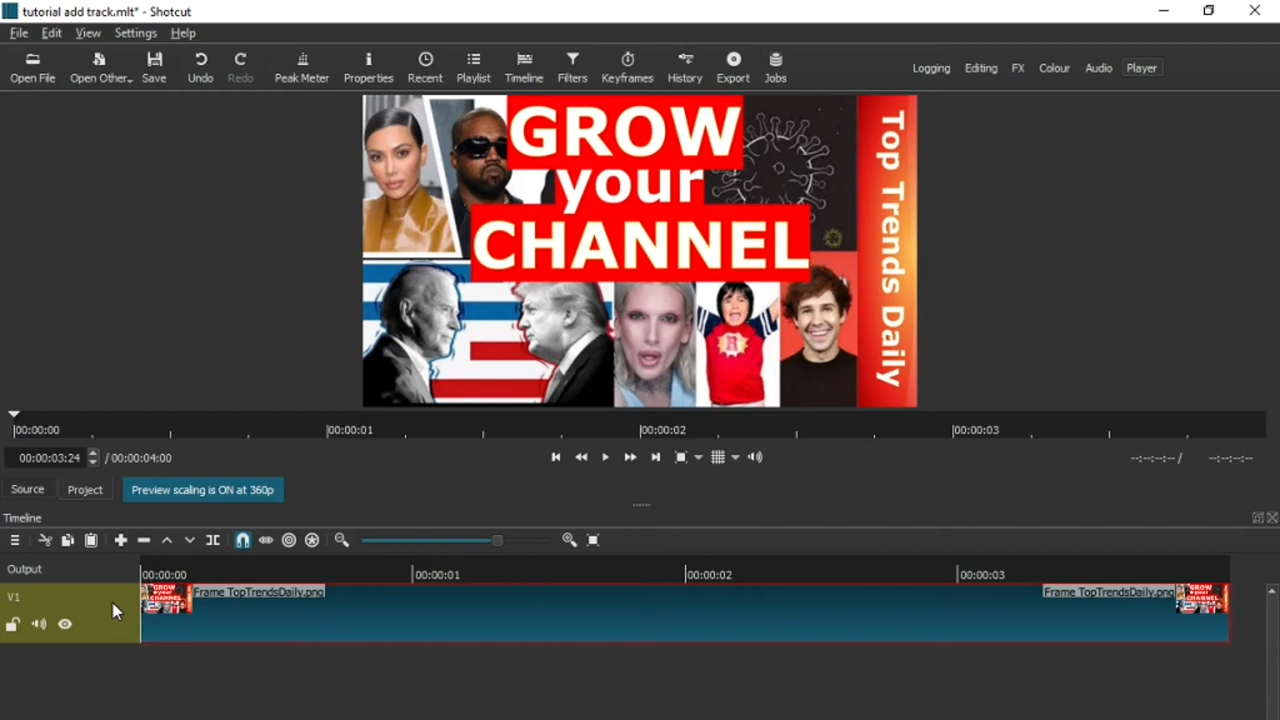 tutorial add track.mlt* - Shotcut
File Edit View Settings Help
Open File Open Other Save Undo Redo Peak Meter Properties Recent Playlist Timeline Filters Keyframes History Export Jobs Logging Editing FX Colour Audio Player
GROW
your
CHANNEL
Top Trends Daily
R
00:00:00 00:00:01 00:00:02 00:00:03
00:00:03:24 / 00:00:04:00 --:--:--:-- / --:--:--:--
Source Project Preview scaling is ON at 360p
Timeline
Output 00:00:00 00:00:01 00:00:02 00:00:03
V1 Frame TopTrendsDaily.png Frame TopTrendsDaily.png